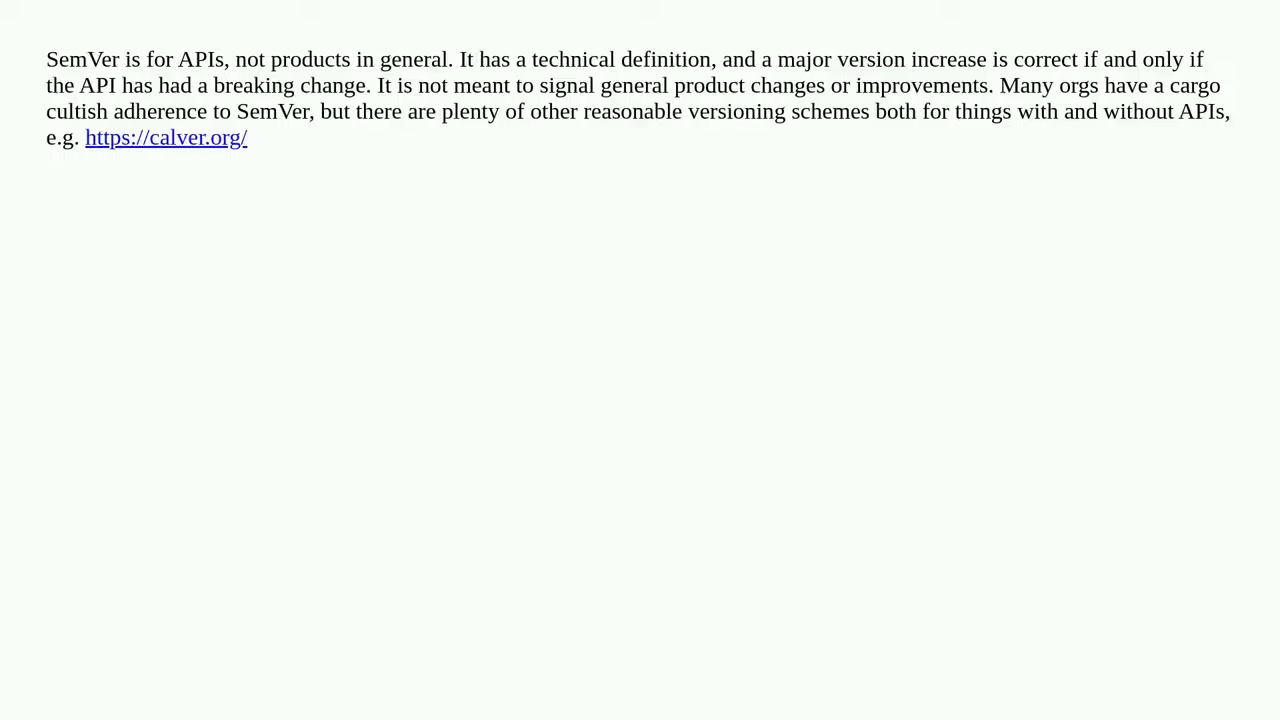 SemVer is for APIs, not products in general. It has a technical definition, and a major version increase is correct if and only if
the API has had a breaking change. It is not meant to signal general product changes or improvements. Many orgs have a cargo
cultish adherence to SemVer, but there are plenty of other reasonable versioning schemes both for things with and without APIs,
e.g. https://calver.org/